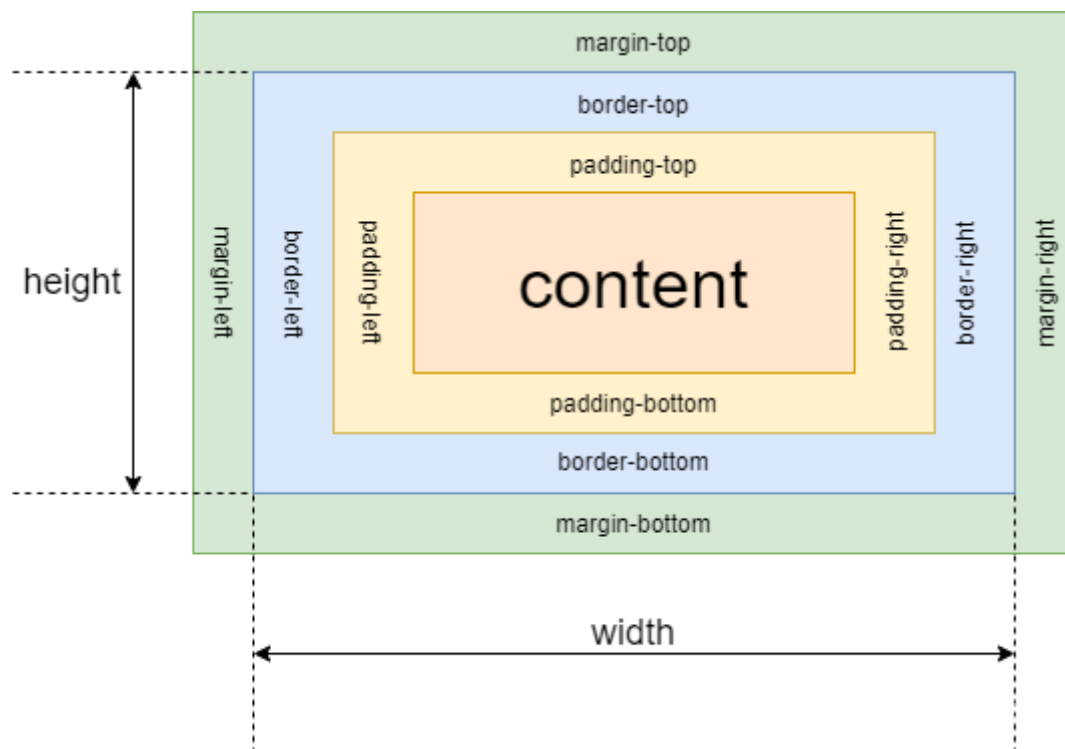 margin-top
border-top
padding-top
margin-left
border-left
padding-left
content
padding-right
border-right
margin-right
height
padding-bottom
border-bottom
margin-bottom
width